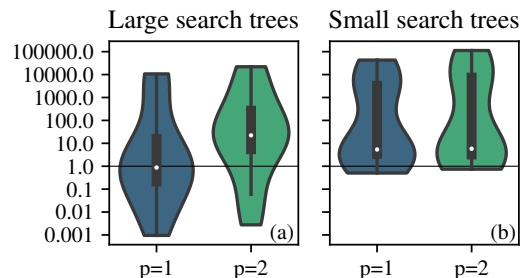 Large search trees
Small search trees
100000.0
10000.0
1000.0
100.0
10.0
1.0
0.1
0.01
0.001
(a)
(b)
p=1
p=2
p=1
p=2